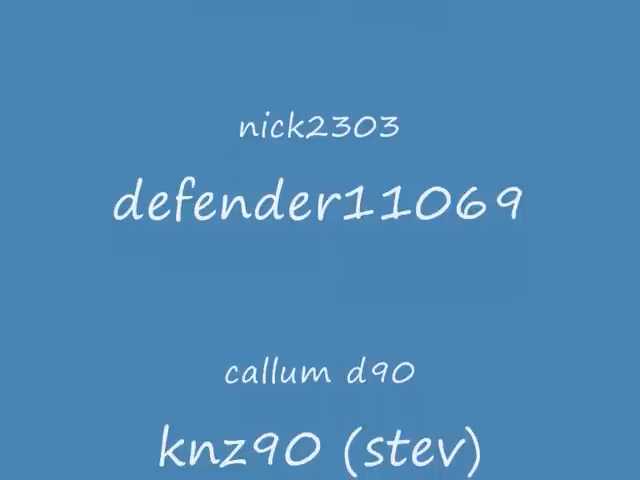 nick2303
defender11069
callum d90
knz90 (stev)